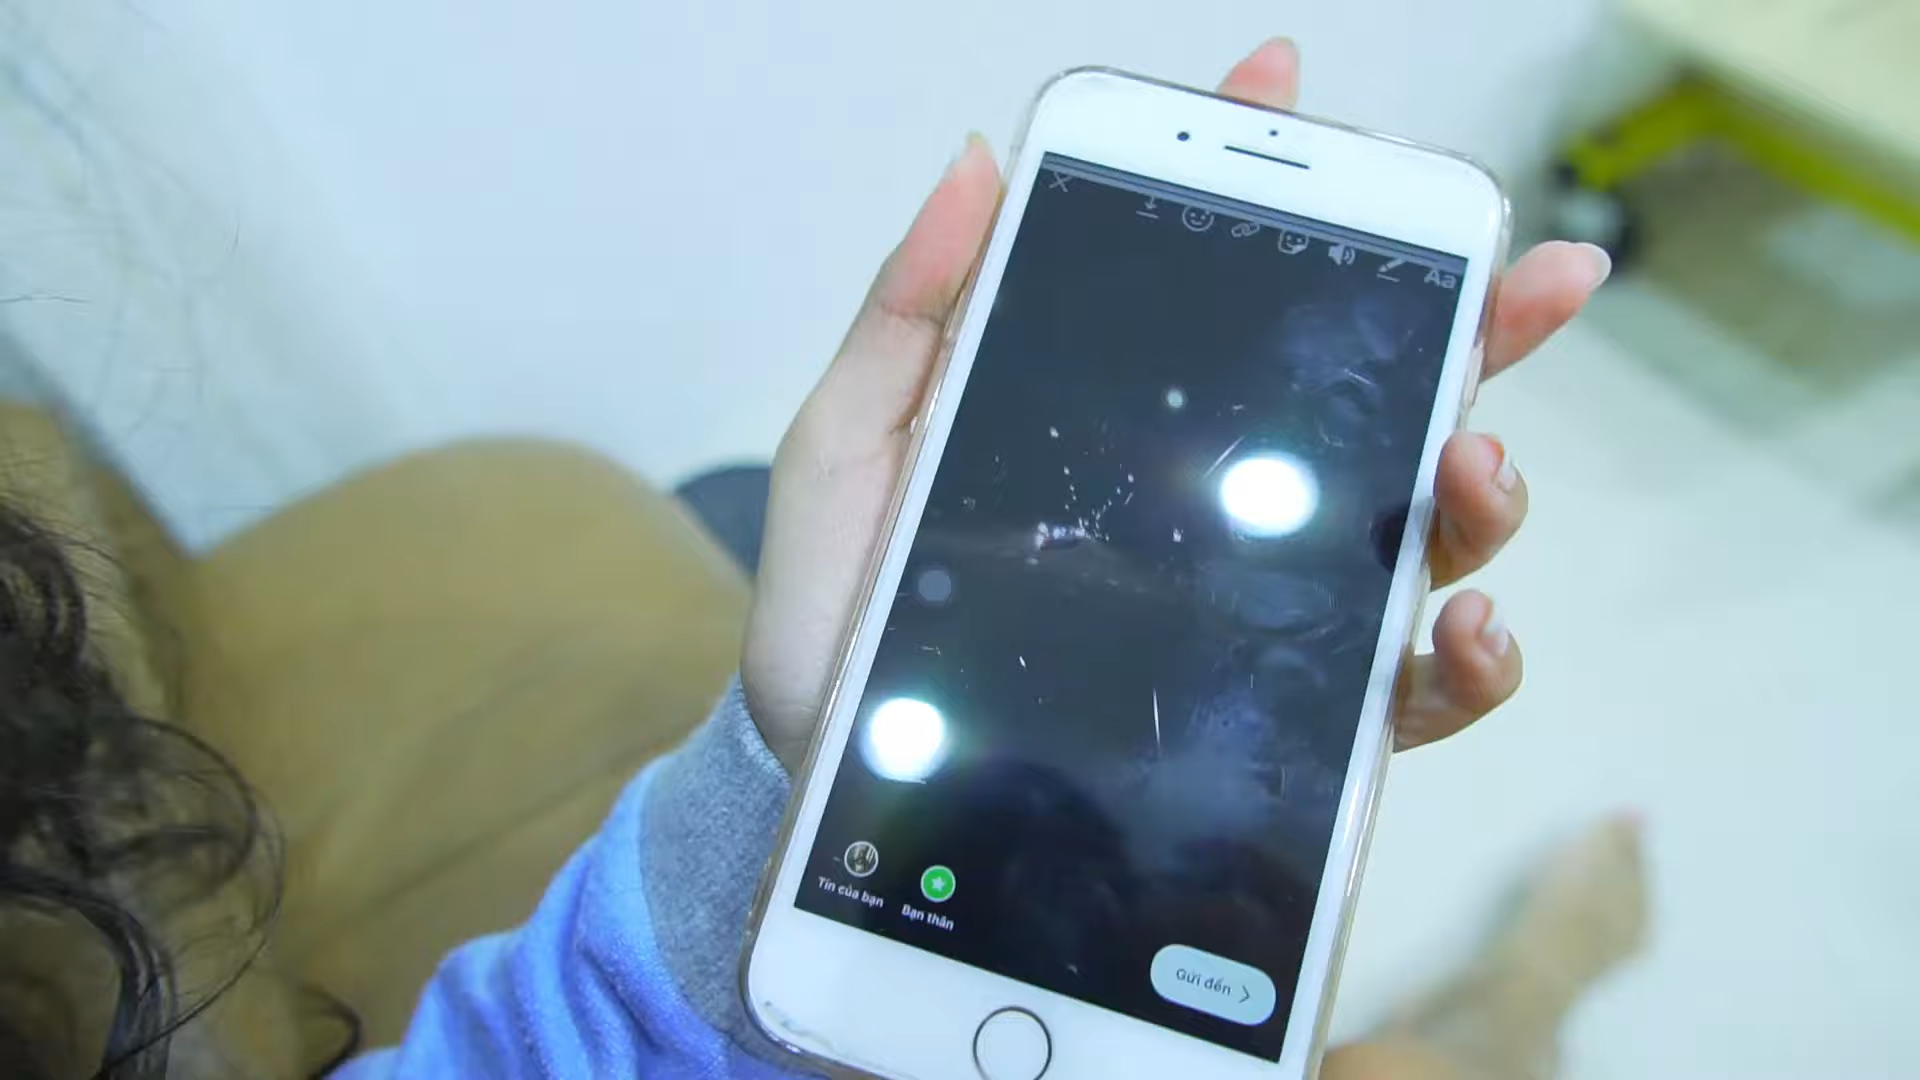 Aa
Tin của bạn
Bạn thân
Gửi đến